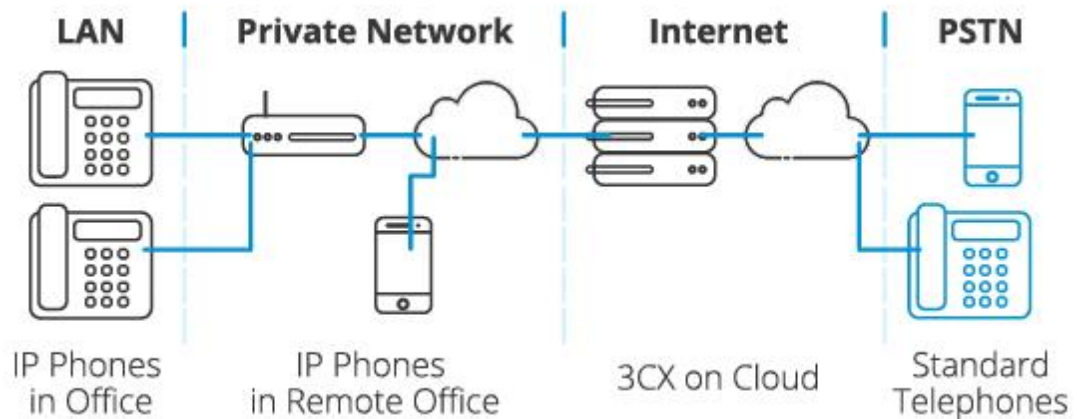 LAN | Private Network | Internet | PSTN
IP Phones
in Office
IP Phones
in Remote Office
3CX on Cloud
Standard
Telephones